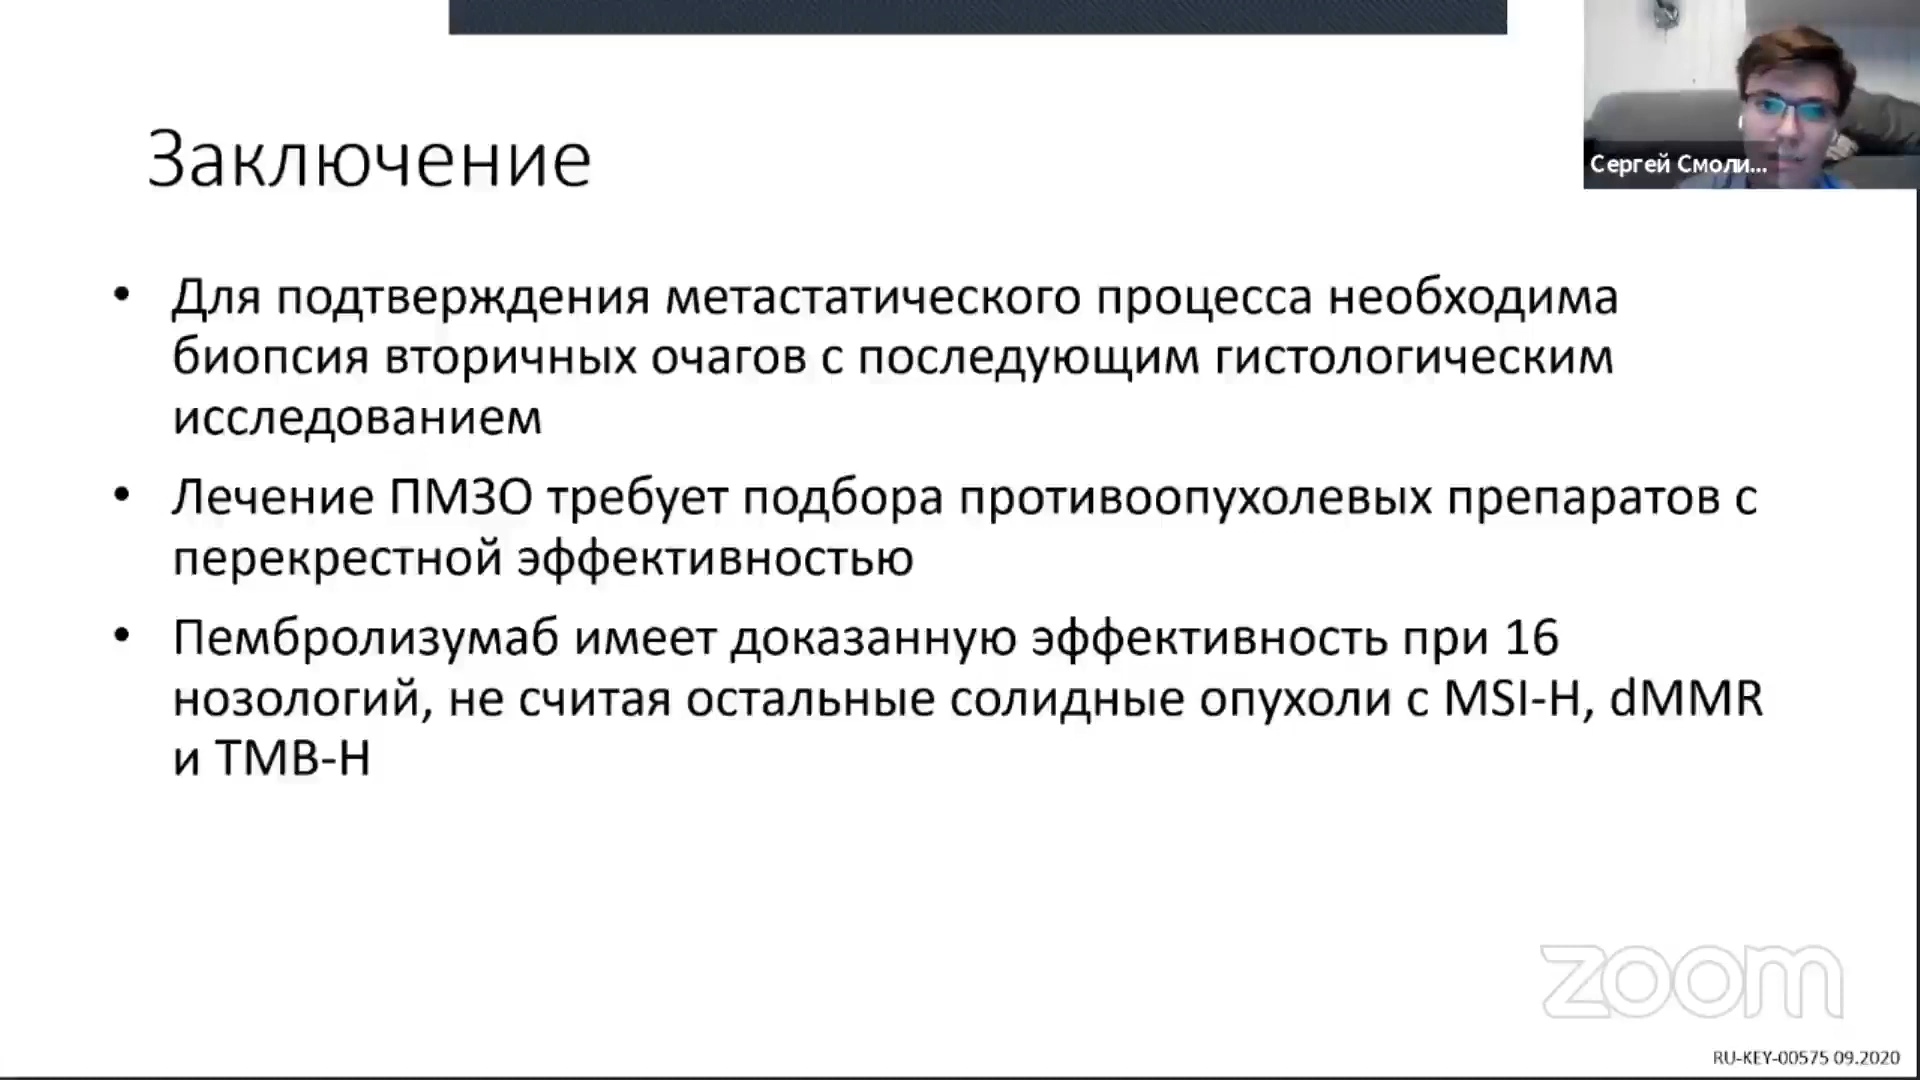 Сергей Смоли...
Заключение
• Для подтверждения метастатического процесса необходима
биопсия вторичных очагов с последующим гистологическим
исследованием
• Лечение ПМЗО требует подбора противоопухолевых препаратов с
перекрестной эффективностью
• Пембролизумаб имеет доказанную эффективность при 16
нозологий, не считая остальные солидные опухоли с MSI-H, dMMR
и TMB-H
zoom
RU-KEY-00575 09.2020